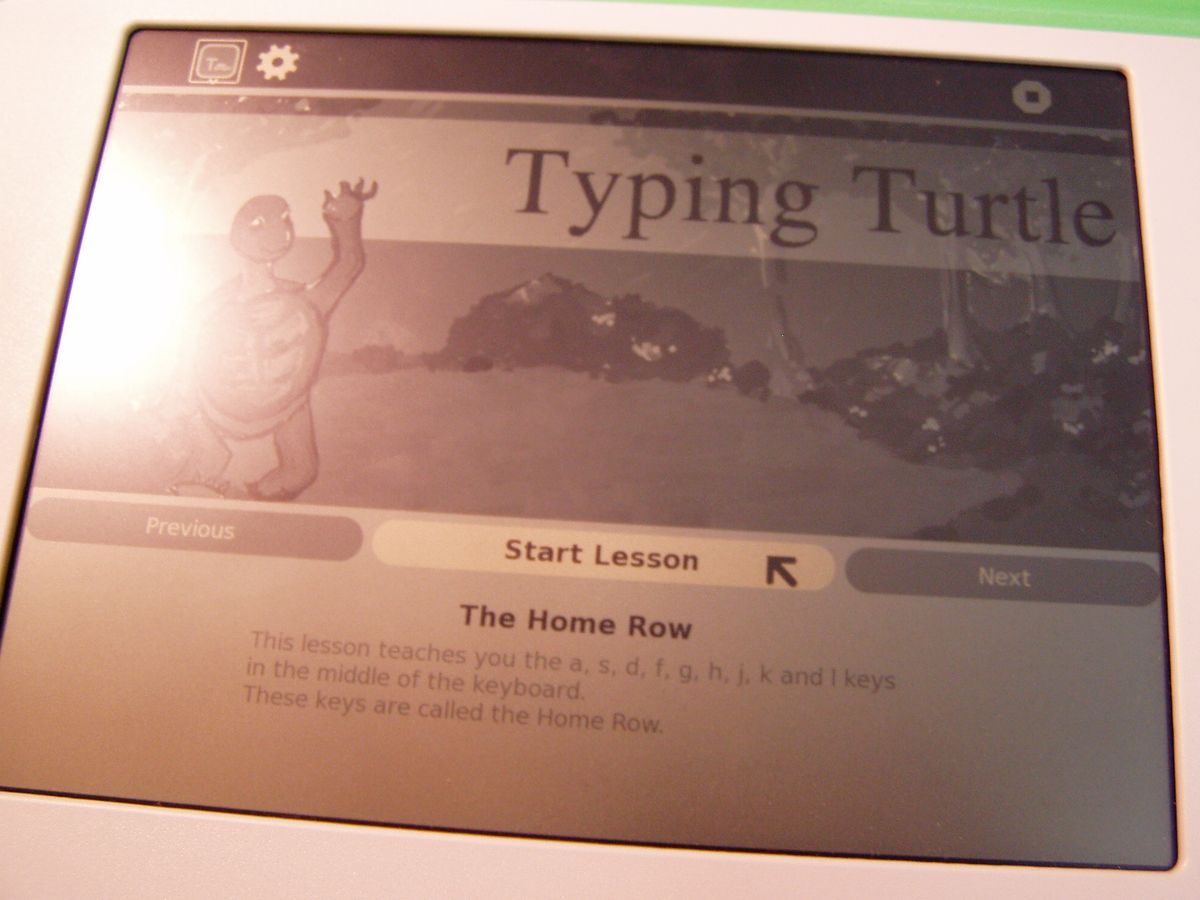 Typing Turtle
Previous
Start Lesson
Next
The Home Row
This lesson teaches you the a, s, d, f, g, h, j, k and l keys
in the middle of the keyboard.
These keys are called the Home Row.